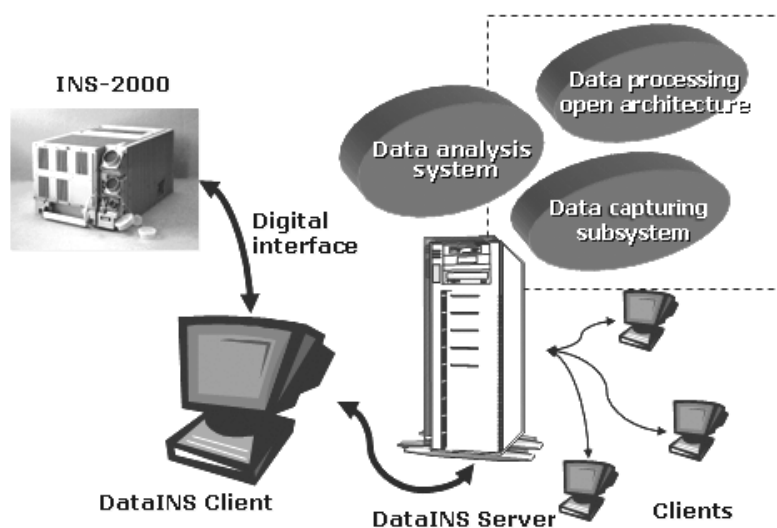 INS-2000
Data processing
open architecture
Data analysis
system
Data capturing
subsystem
Digital
interface
DataINS Client
DataINS Server
Clients